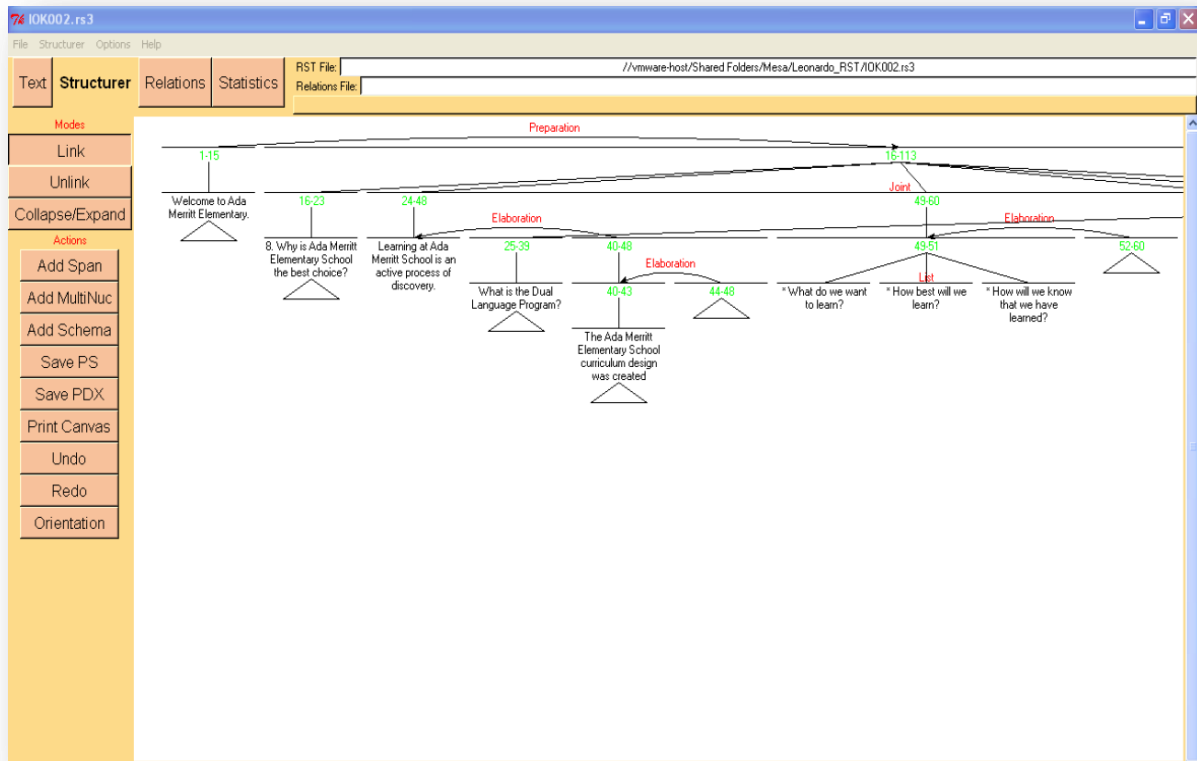 7% IOK002.rs3
File Structurer Options Help
Text Structurer Relations Statistics
RST File: //vmware-host/Shared Folders/Mesa/Leonardo_RST/IOK002.rs3
Relations File:
Modes
Link
Unlink
Collapse/Expand
Actions
Add Span
Add MultiNuc
Add Schema
Save PS
Save PDX
Print Canvas
Undo
Redo
Orientation
Preparation
1-15
16-113
Joint
Welcome to Ada
Merritt Elementary.
16-23
24-48
49-60
Elaboration
Elaboration
8. Why is Ada Merritt
Elementary School
the best choice?
Learning at Ada
Merritt School is an
active process of
discovery.
25-39
40-48
49-51
52-60
Elaboration
What is the Dual
Language Program?
40-43
44-48
List
* What do we want
to learn?
* How best will we
learn?
* How will we know
that we have
learned?
The Ada Merritt
Elementary School
curriculum design
was created